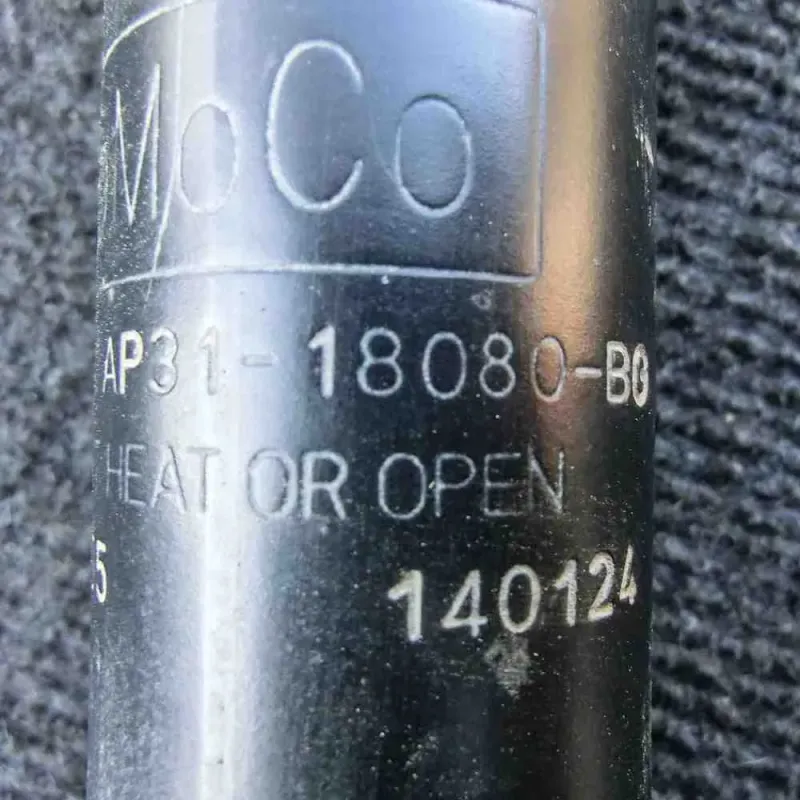 MoCo
AP31-18080-BG
HEAT OR OPEN
5
140124